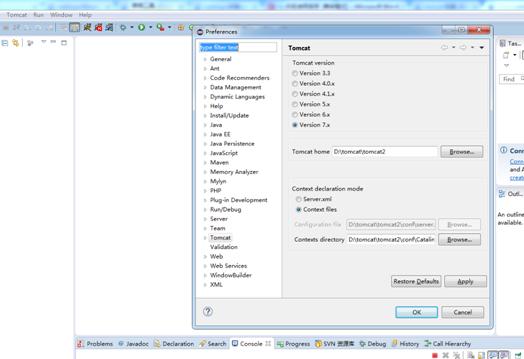 Tomcat Run Window Help
Preferences
type filter text
General
Ant
Code Recommenders
Data Management
Dynamic Languages
Help
Install/Update
Java
Java EE
Java Persistence
JavaScript
Maven
Memory Analyzer
Mylyn
PHP
Plug-in Development
Run/Debug
Server
Team
Tomcat
Validation
Web
Web Services
WindowBuilder
XML
Tomcat
Tomcat version
Version 3.3
Version 4.0.x
Version 4.1.x
Version 5.x
Version 6.x
Version 7.x
Tomcat home D:\tomcat\tomcat2 Browse...
Context declaration mode
Server.xml
Context files
Configuration file D:\tomcat\tomcat2\conf\server. Browse...
Contexts directory D:\tomcat\tomcat2\conf\Catalin Browse...
Restore Defaults Apply
OK Cancel
Tas...
Find
Conn
Conn
and A
create
Outl...
An outline
available.
Problems Javadoc Declaration Search Console Progress SVN 资源库 Debug History Call Hierarchy